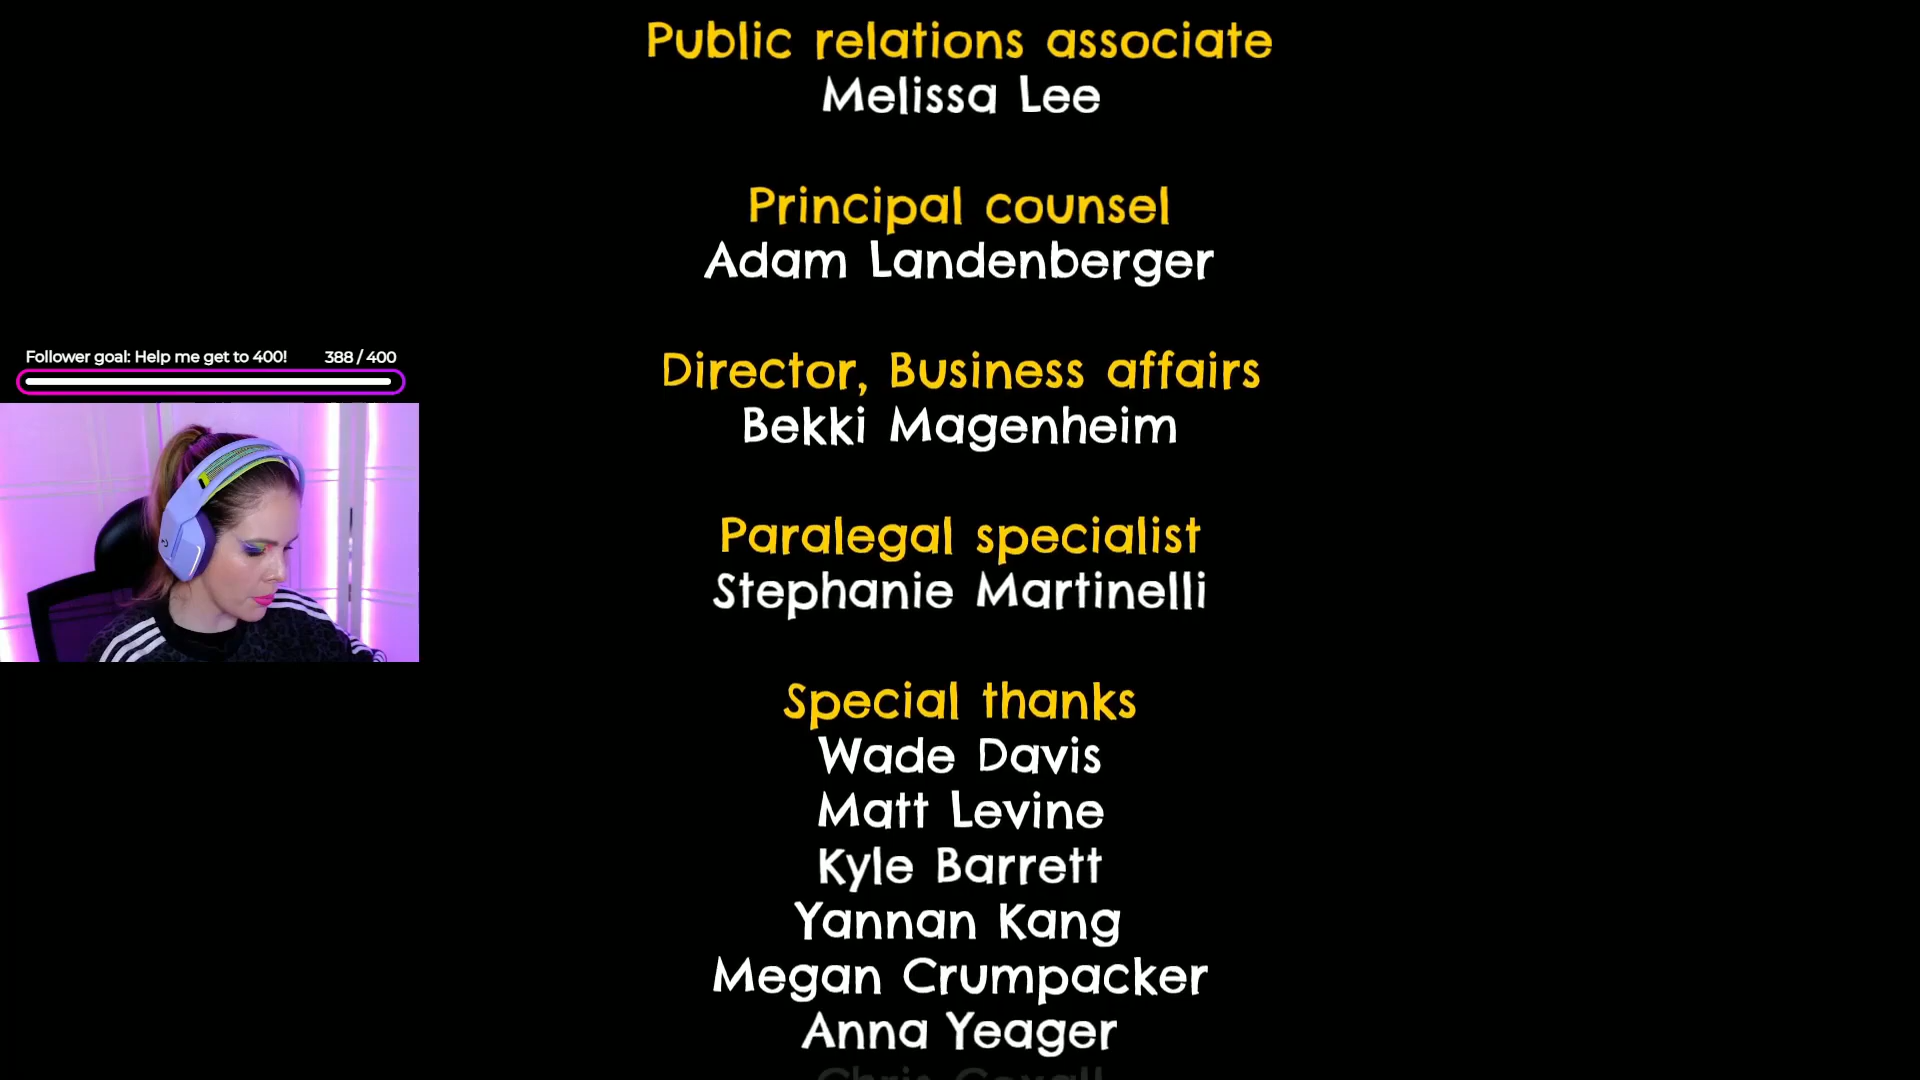 Public relations associate
Melissa Lee
Principal counsel
Adam Landenberger
Director, Business affairs
Bekki Magenheim
Paralegal specialist
Stephanie Martinelli
Special thanks
Wade Davis
Matt Levine
Kyle Barrett
Yannan Kang
Megan Crumpacker
Anna Yeager
Follower goal: Help me get to 400! 388 / 400